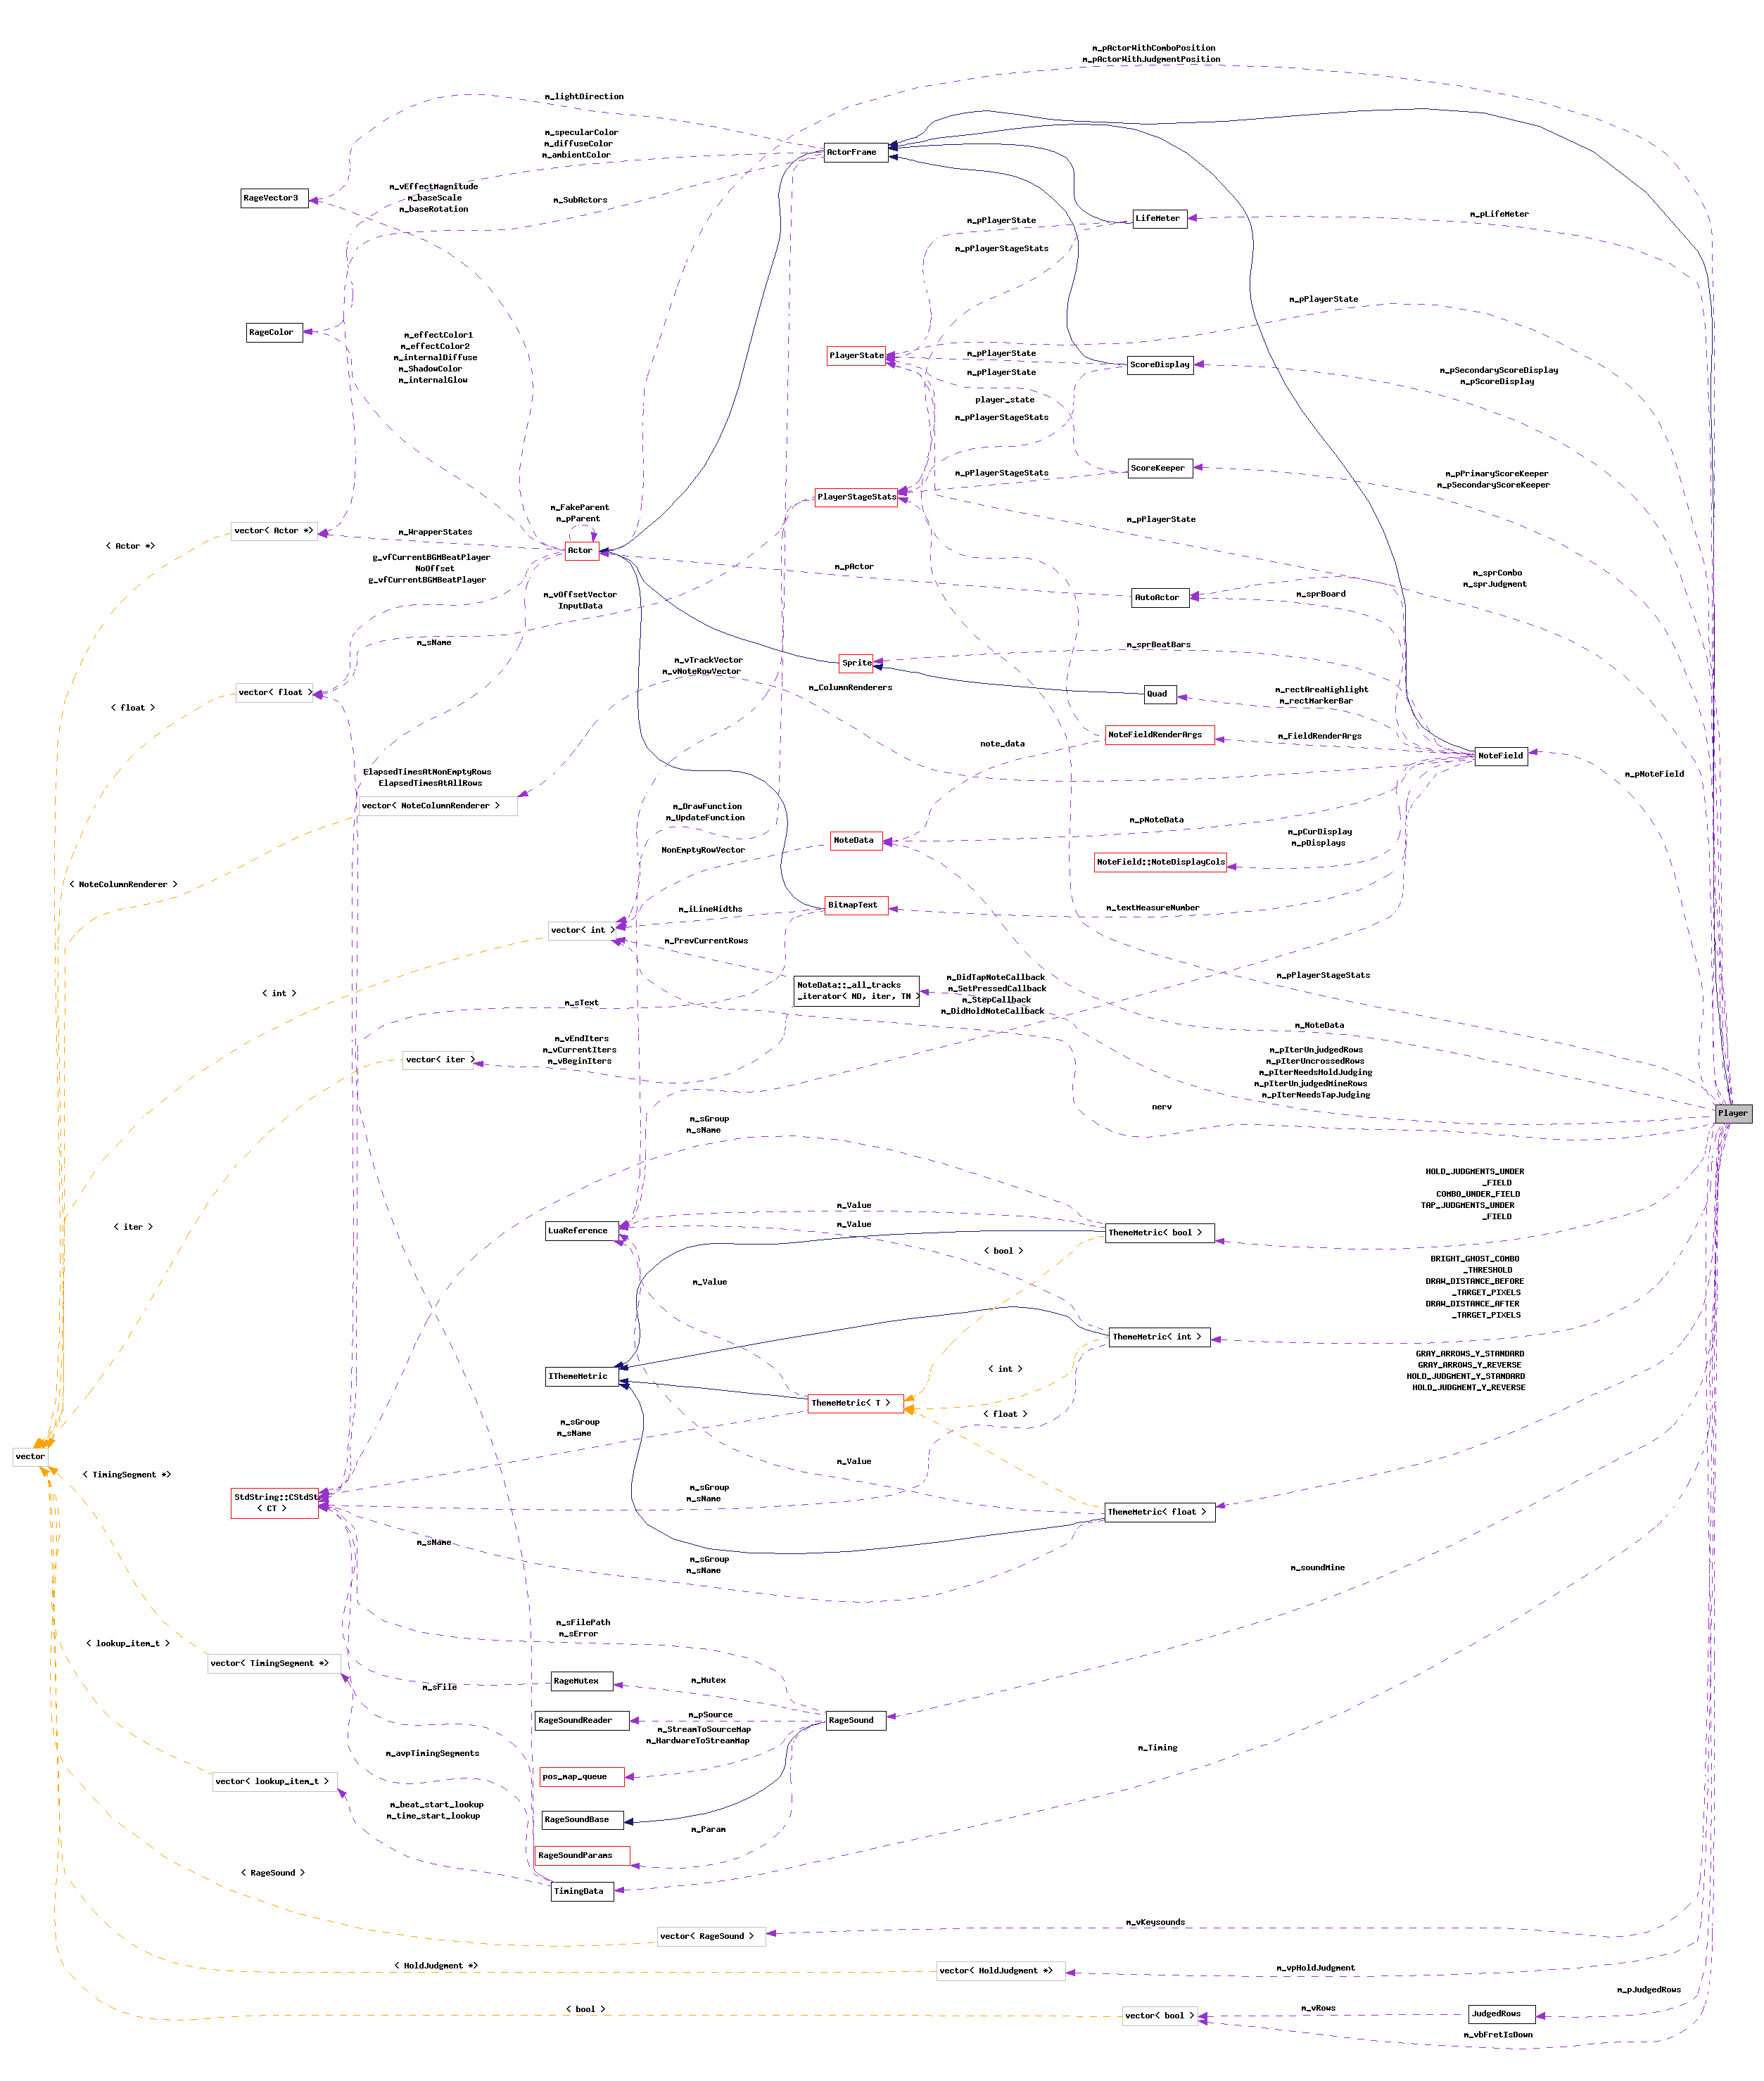 m_pActorWithComboPosition
m_pActorWithJudgmentPosition
m_lightDirection
m_specularColor
m_diffuseColor
m_ambientColor
ActorFrame
RageVector3
m_vEffectMagnitude
m_baseScale
m_baseRotation
m_SubActors
m_pPlayerState
LifeMeter
m_pLifeMeter
m_pPlayerStageStats
m_pPlayerState
RageColor
m_effectColor1
m_effectColor2
m_internalDiffuse
m_ShadowColor
m_internalGlow
PlayerState
m_pPlayerState
m_pPlayerState
ScoreDisplay
m_pSecondaryScoreDisplay
m_pScoreDisplay
player_state
m_pPlayerStageStats
m_pPlayerStageStats
ScoreKeeper
m_pPrimaryScoreKeeper
m_pSecondaryScoreKeeper
PlayerStageStats
m_FakeParent
m_pParent
m_pPlayerState
vector< Actor *>
m_WrapperStates
< Actor *>
Actor
g_vfCurrentBGMBeatPlayer
NoOffset
g_vfCurrentBGMBeatPlayer
m_pActor
m_sprCombo
m_sprJudgment
m_vOffsetVector
InputData
AutoActor
m_sprBoard
m_sName
m_sprBeatBars
Sprite
m_vTrackVector
m_vNoteRowVector
m_ColumnRenderers
Quad
m_rectAreaHighlight
m_rectMarkerBar
vector< float >
< float >
NoteFieldRenderArgs
m_FieldRenderArgs
note_data
NoteField
m_pNoteField
ElapsedTimesAtNonEmptyRows
ElapsedTimesAtAllRows
vector< NoteColumnRenderer >
m_DrawFunction
m_UpdateFunction
m_pNoteData
m_pCurDisplay
m_pDisplays
NoteData
NonEmptyRowVector
NoteField::NoteDisplayCols
< NoteColumnRenderer >
BitmapText
m_iLineWidths
m_textMeasureNumber
vector< int >
m_PrevCurrentRows
m_pPlayerStageStats
NoteData::_all_tracks
_iterator< ND, iter, TN >
m_DidTapNoteCallback
m_SetPressedCallback
m_StepCallback
m_DidHoldNoteCallback
< int >
m_sText
m_NoteData
m_vEndIters
m_vCurrentIters
m_vBeginIters
vector< iter >
m_pIterUnjudgedRows
m_pIterUncrossedRows
m_pIterNeedsHoldJudging
m_pIterUnjudgedMineRows
m_pIterNeedsTapJudging
nerv
Player
m_sGroup
m_sName
HOLD_JUDGMENTS_UNDER
_FIELD
COMBO_UNDER_FIELD
TAP_JUDGMENTS_UNDER
_FIELD
m_Value
m_Value
LuaReference
ThemeMetric< bool >
< iter >
< bool >
m_Value
BRIGHT_GHOST_COMBO
_THRESHOLD
DRAW_DISTANCE_BEFORE
_TARGET_PIXELS
DRAW_DISTANCE_AFTER
_TARGET_PIXELS
ThemeMetric< int >
IThemeMetric
< int >
GRAY_ARROWS_Y_STANDARD
GRAY_ARROWS_Y_REVERSE
HOLD_JUDGMENT_Y_STANDARD
HOLD_JUDGMENT_Y_REVERSE
ThemeMetric< T >
< float >
m_sGroup
m_sName
vector
m_Value
< TimingSegment *>
m_sGroup
m_sName
StdString::CStdSt
< CT >
ThemeMetric< float >
m_sName
m_sGroup
m_sName
m_soundMine
m_sFilePath
m_sError
< lookup_item_t >
vector< TimingSegment *>
m_sFile
RageMutex
m_Mutex
RageSoundReader
m_pSource
RageSound
m_StreamToSourceMap
m_HardwareToStreamMap
m_Timing
m_avpTimingSegments
pos_map_queue
vector< lookup_item_t >
m_beat_start_lookup
m_time_start_lookup
RageSoundBase
m_Param
RageSoundParams
< RageSound >
TimingData
m_vKeysounds
vector< RageSound >
< HoldJudgment *>
vector< HoldJudgment *>
m_vpHoldJudgment
m_pJudgedRows
< bool >
vector< bool >
m_vRows
JudgedRows
m_vbFretIsDown